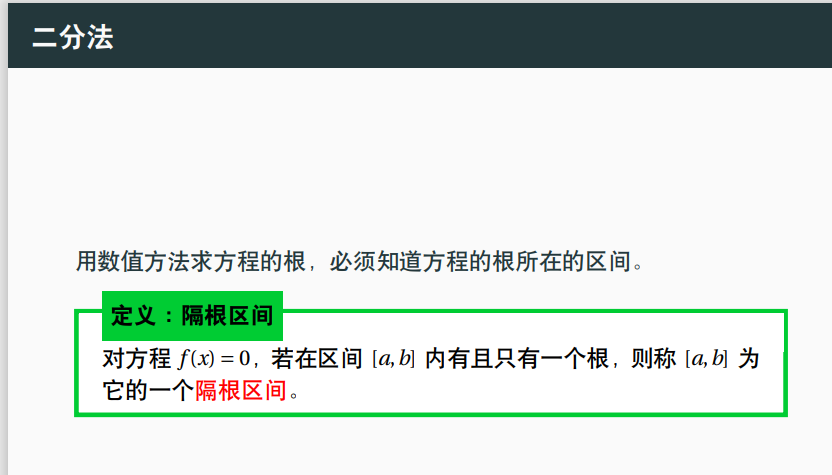 二分法
用数值方法求方程的根，必须知道方程的根所在的区间。
定义：隔根区间
对方程 f(x) = 0，若在区间 [a, b] 内有且只有一个根，则称 [a, b] 为
它的一个隔根区间。